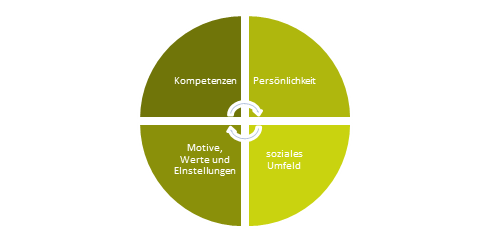 Kompetenzen
Persönlichkeit
Motive,
Werte und
EInstellungen
soziales
Umfeld